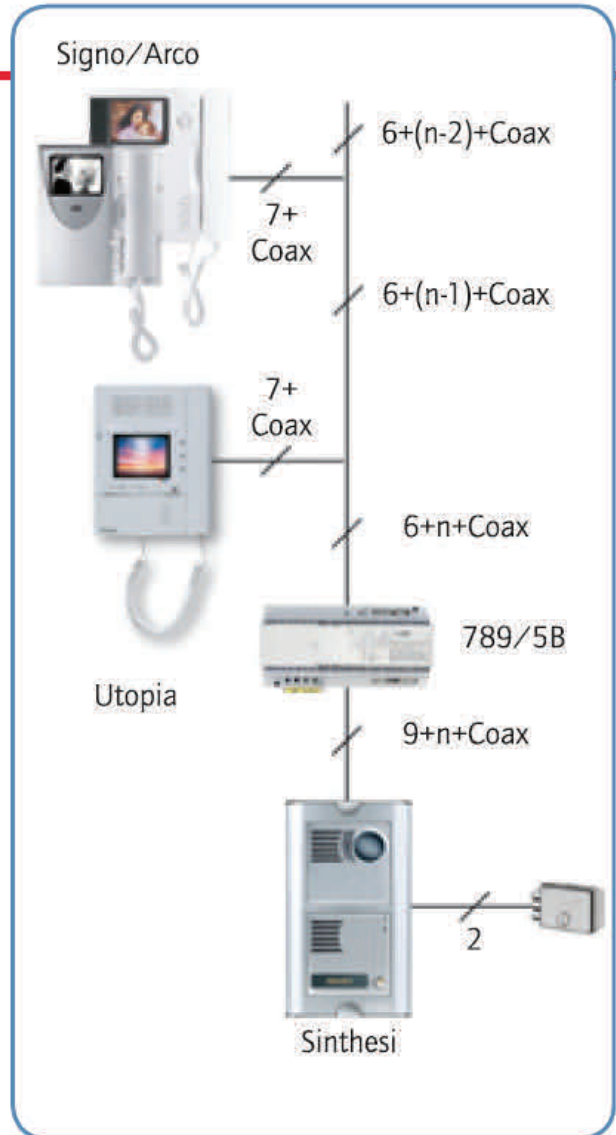 Signo/Arco
6+(n-2)+Coax
7+
Coax
6+(n-1)+Coax
7+
Coax
6+n+Coax
789/5B
Utopia
9+n+Coax
2
Sinthesi